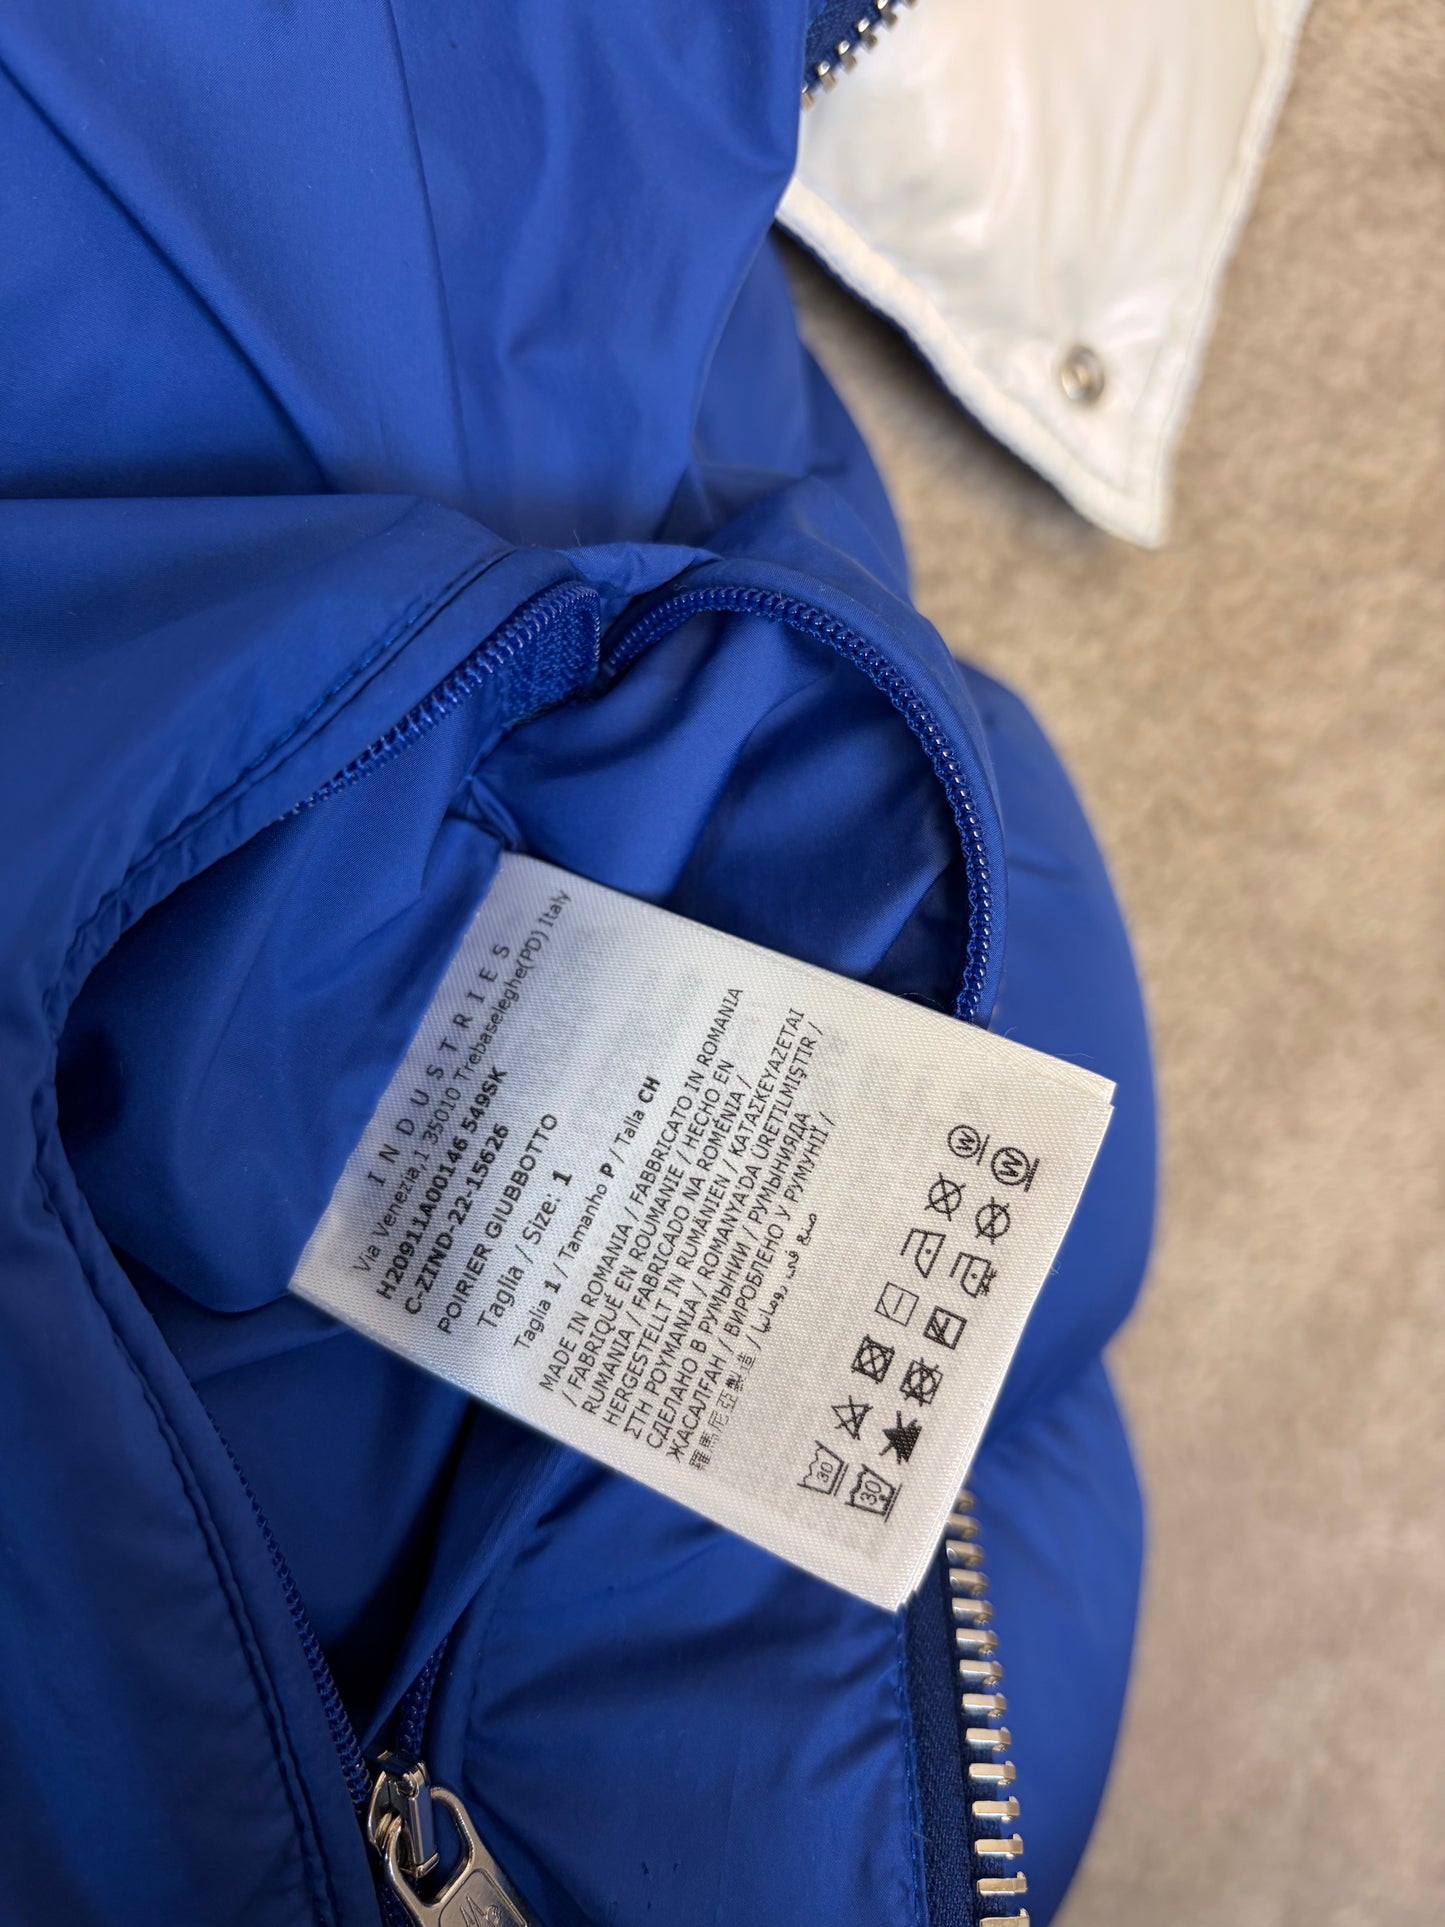 INDUSTRIES
Via Venezia,1 35010 Trebaseleghe(PD) Italy
H20911A00146 549SK
C-ZIND-22-15626
POIRIER GIUBBOTTO
Taglia / Size: 1
Taglia 1 / Tamanho P / Talla CH
MADE IN ROMANIA / FABBRICATO IN ROMANIA
/ FABRIQUÉ EN ROUMANIE / HECHO EN
RUMANIA / FABRICADO NA ROMÉNIA /
HERGESTELLT IN RUMÄNIEN / ΚΑΤΑΣΚΕΥΑΖΕΤΑΙ
ΣΤΗ ΡΟΥΜΑΝΙΑ / ROMANYA'DA ÜRETILMIŞTIR /
СДЕЛАНО В РУМЫНИИ / РУМЫНИЯДА
ЖАСАЛҒАН / ВИРОБЛЕНО У РУМУНІЇ /
羅馬尼亞製造 / صنع في رومانيا
W
W
30
30